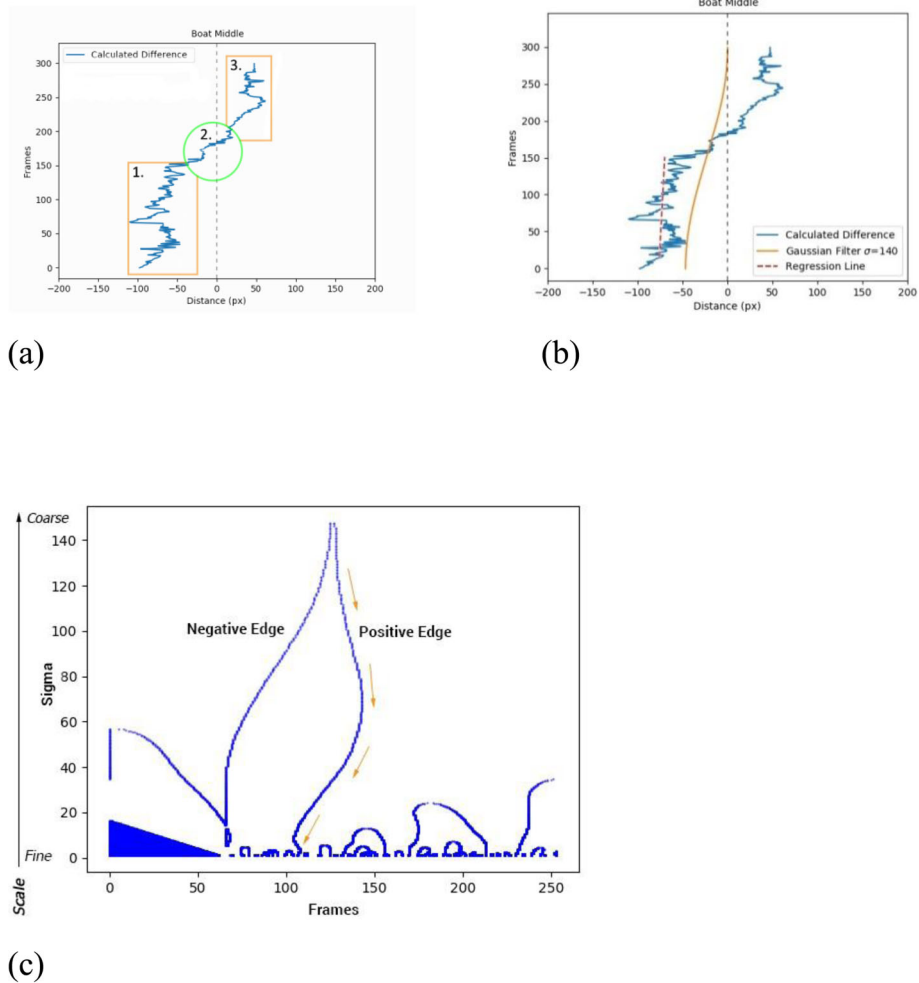 Boat Middle
Calculated Difference
1.
2.
3.
Frames
300
250
200
150
100
50
0
−200
−150
−100
−50
0
50
100
150
200
Distance (px)
(a)
Boat Middle
Frames
300
250
200
150
100
50
0
Calculated Difference
Gaussian Filter σ=140
Regression Line
−200
−150
−100
−50
0
50
100
150
200
Distance (px)
(b)
Coarse
Fine
Scale
Sigma
140
120
100
80
60
40
20
0
Negative Edge
Positive Edge
0
50
100
150
200
250
Frames
(c)